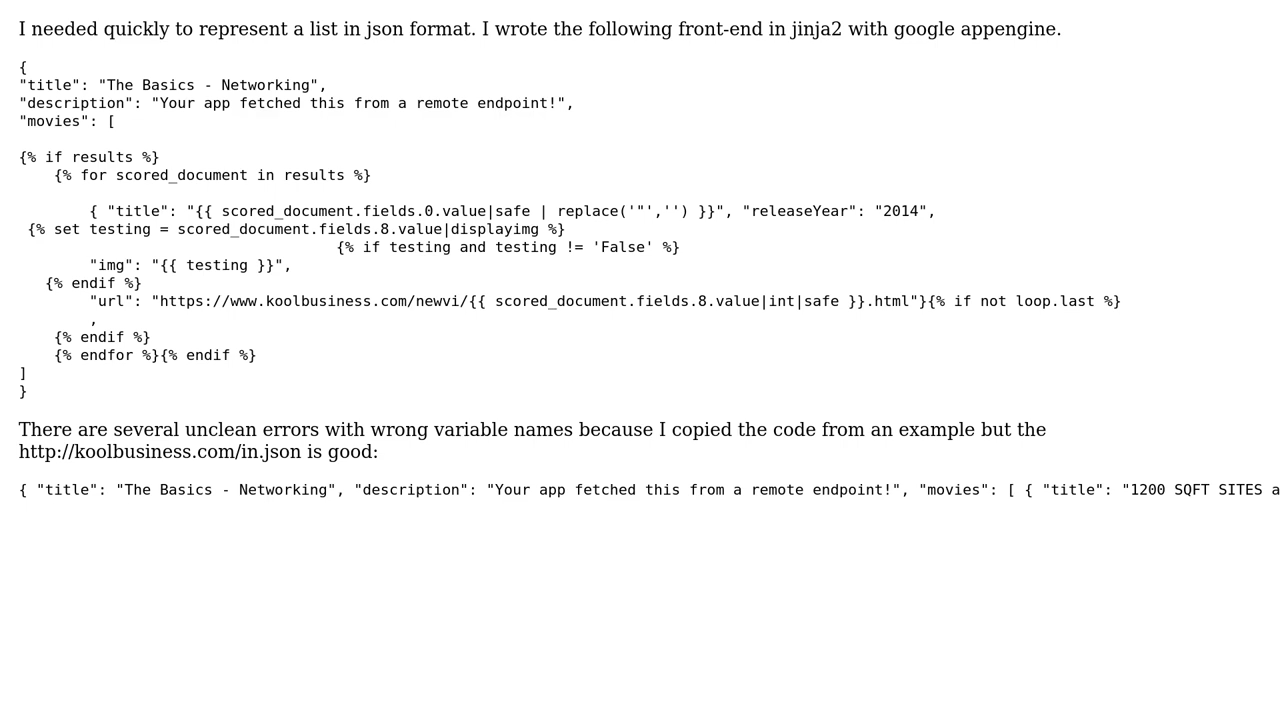 I needed quickly to represent a list in json format. I wrote the following front-end in jinja2 with google appengine.
{
"title": "The Basics - Networking",
"description": "Your app fetched this from a remote endpoint!",
"movies": [
{% if results %}
    {% for scored_document in results %}
        { "title": "{{ scored_document.fields.0.value|safe | replace('"','') }}", "releaseYear": "2014",
 {% set testing = scored_document.fields.8.value|displayimg %}
                                    {% if testing and testing != 'False' %}
        "img": "{{ testing }}",
   {% endif %}
        "url": "https://www.koolbusiness.com/newvi/{{ scored_document.fields.8.value|int|safe }}.html"}{% if not loop.last %}
        ,
    {% endif %}
    {% endfor %}{% endif %}
]
}
There are several unclean errors with wrong variable names because I copied the code from an example but the
http://koolbusiness.com/in.json is good:
{ "title": "The Basics - Networking", "description": "Your app fetched this from a remote endpoint!", "movies": [ { "title": "1200 SQFT SITES a